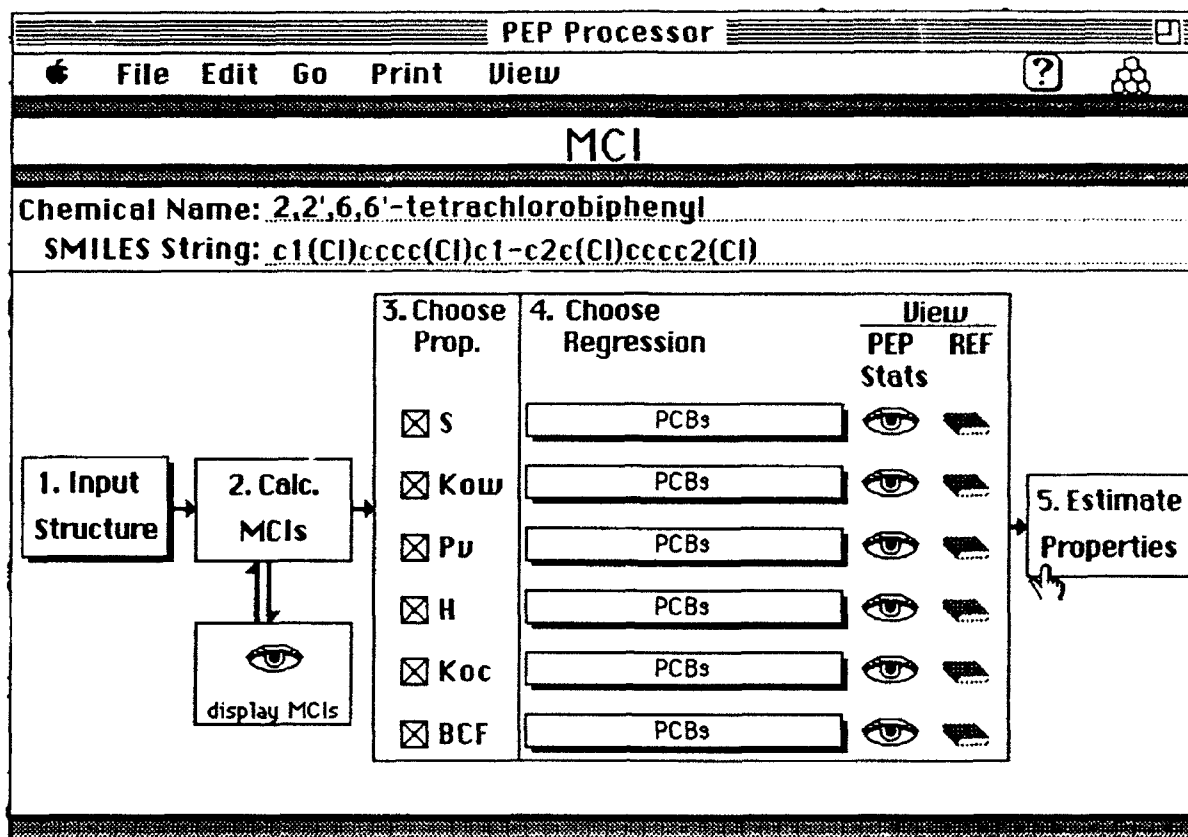 PEP Processor
File Edit Go Print View
?
MCI
Chemical Name: 2,2',6,6'-tetrachlorobiphenyl
SMILES String: c1(Cl)cccc(Cl)c1-c2c(Cl)cccc2(Cl)
3. Choose Prop.
4. Choose Regression
View
PEP Stats
REF
S PCBs
Kow PCBs
Pv PCBs
H PCBs
Koc PCBs
BCF PCBs
1. Input
Structure
2. Calc.
MCIs
display MCIs
5. Estimate
Properties